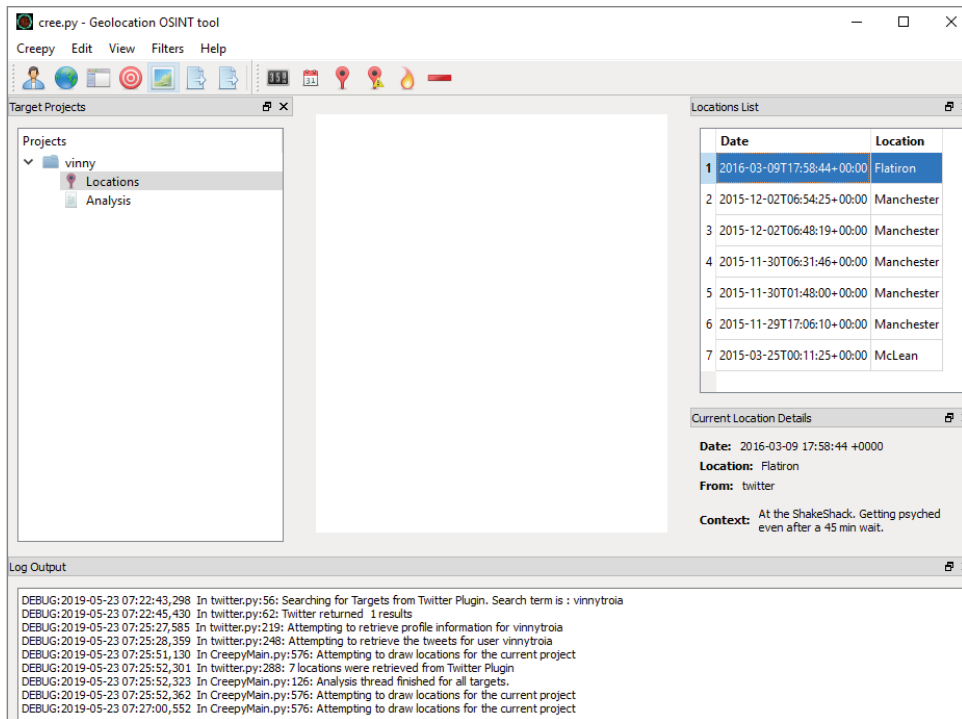 cree.py - Geolocation OSINT tool
Creepy Edit View Filters Help
359 31
Target Projects
Projects
vinny
Locations
Analysis
Locations List
Date Location
1 2016-03-09T17:58:44+00:00 Flatiron
2 2015-12-02T06:54:25+00:00 Manchester
3 2015-12-02T06:48:19+00:00 Manchester
4 2015-11-30T06:31:46+00:00 Manchester
5 2015-11-30T01:48:00+00:00 Manchester
6 2015-11-29T17:06:10+00:00 Manchester
7 2015-03-25T00:11:25+00:00 McLean
Current Location Details
Date: 2016-03-09 17:58:44 +0000
Location: Flatiron
From: twitter
Context: At the ShakeShack. Getting psyched
even after a 45 min wait.
Log Output
DEBUG:2019-05-23 07:22:43,298 In twitter.py:56: Searching for Targets from Twitter Plugin. Search term is : vinnytroia
DEBUG:2019-05-23 07:22:45,430 In twitter.py:62: Twitter returned 1 results
DEBUG:2019-05-23 07:25:27,585 In twitter.py:219: Attempting to retrieve profile information for vinnytroia
DEBUG:2019-05-23 07:25:28,359 In twitter.py:248: Attempting to retrieve the tweets for user vinnytroia
DEBUG:2019-05-23 07:25:51,130 In CreepyMain.py:576: Attempting to draw locations for the current project
DEBUG:2019-05-23 07:25:52,301 In twitter.py:288: 7 locations were retrieved from Twitter Plugin
DEBUG:2019-05-23 07:25:52,323 In CreepyMain.py:126: Analysis thread finished for all targets.
DEBUG:2019-05-23 07:25:52,362 In CreepyMain.py:576: Attempting to draw locations for the current project
DEBUG:2019-05-23 07:27:00,552 In CreepyMain.py:576: Attempting to draw locations for the current project